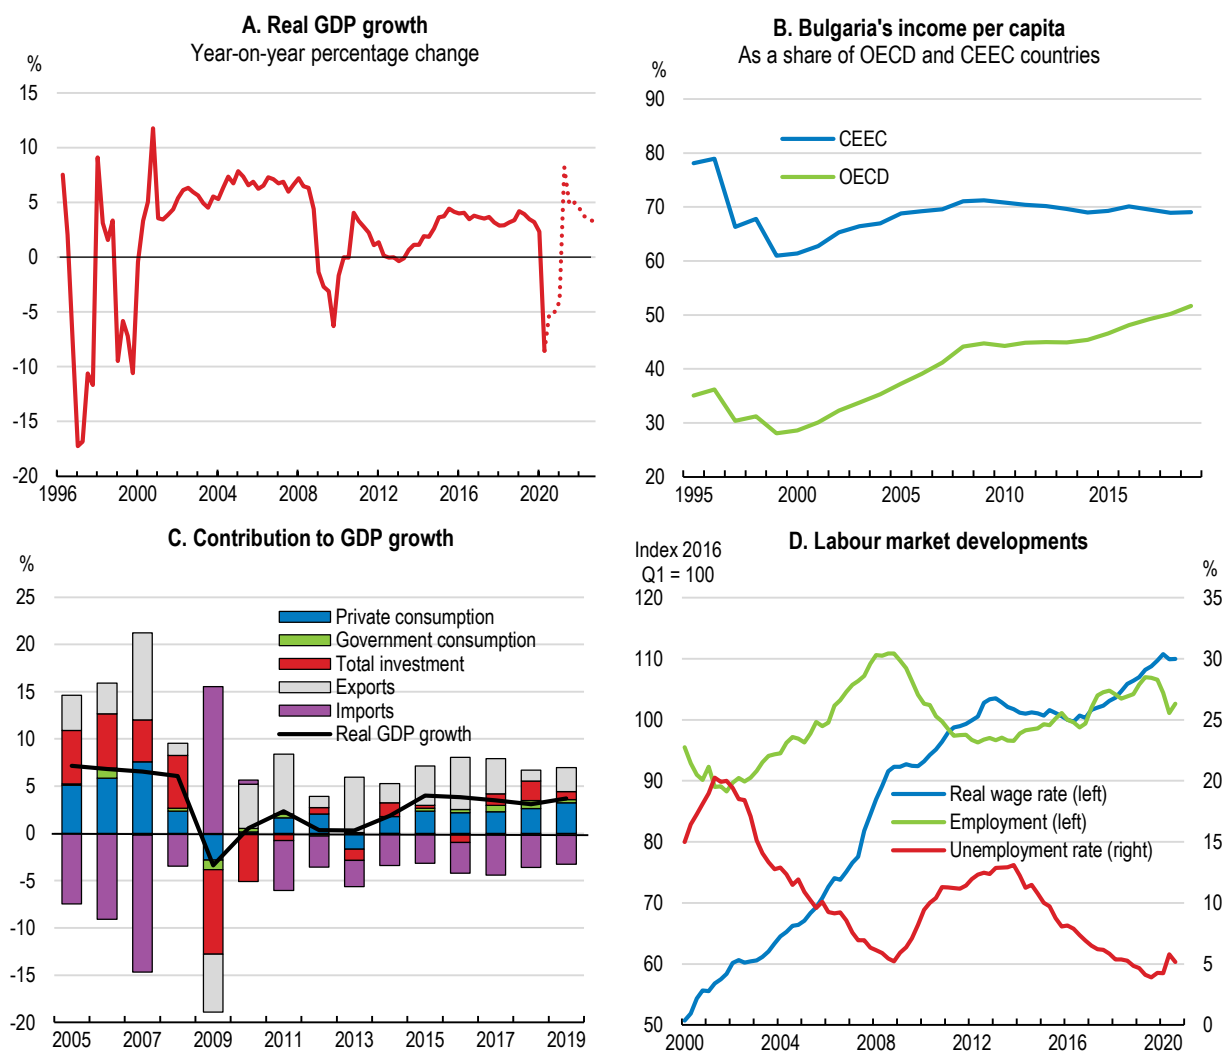 A. Real GDP growth
Year-on-year percentage change
%
15
10
5
0
-5
-10
-15
-20
1996 2000 2004 2008 2012 2016 2020
B. Bulgaria's income per capita
As a share of OECD and CEEC countries
%
90
80
70
60
50
40
30
20
CEEC
OECD
1995 2000 2005 2010 2015
C. Contribution to GDP growth
%
25
20
15
10
5
0
-5
-10
-15
-20
Private consumption
Government consumption
Total investment
Exports
Imports
Real GDP growth
2005 2007 2009 2011 2013 2015 2017 2019
D. Labour market developments
Index 2016
Q1 = 100
%
120
110
100
90
80
70
60
50
35
30
25
20
15
10
5
0
Real wage rate (left)
Employment (left)
Unemployment rate (right)
2000 2004 2008 2012 2016 2020